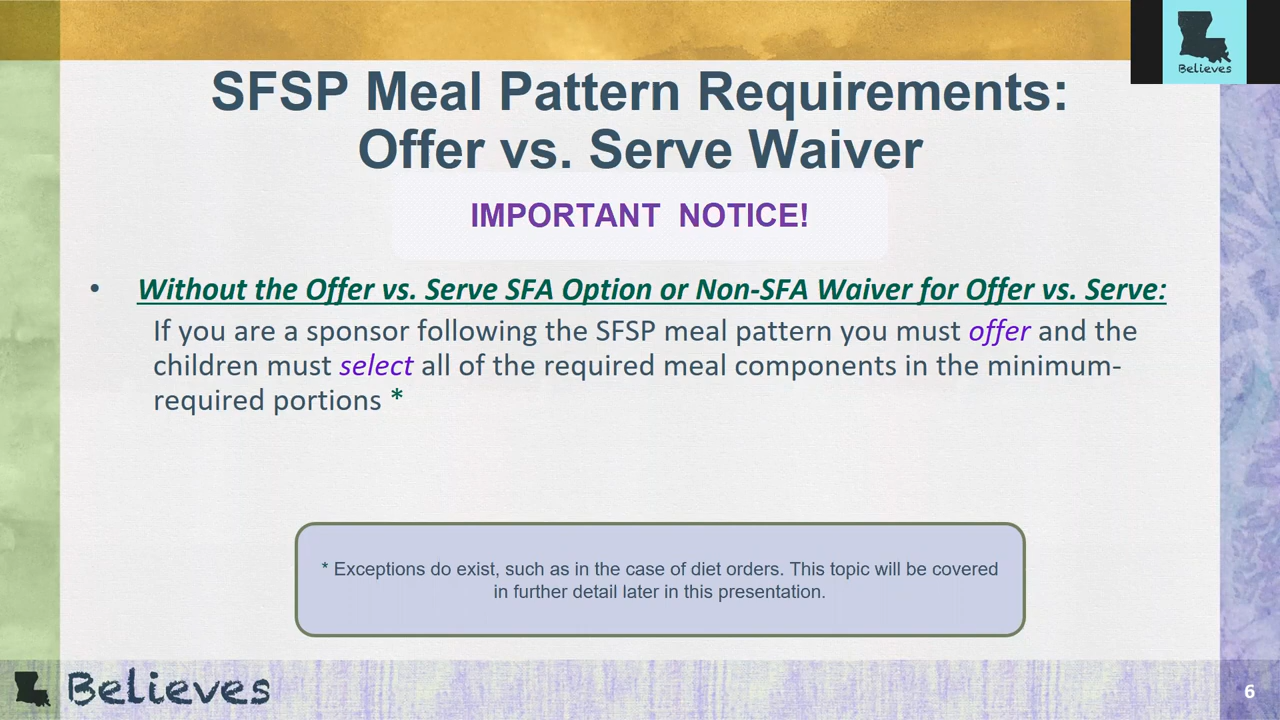 Believes
SFSP Meal Pattern Requirements:
Offer vs. Serve Waiver
IMPORTANT NOTICE!
• Without the Offer vs. Serve SFA Option or Non-SFA Waiver for Offer vs. Serve:
If you are a sponsor following the SFSP meal pattern you must offer and the
children must select all of the required meal components in the minimum-
required portions *
* Exceptions do exist, such as in the case of diet orders. This topic will be covered
in further detail later in this presentation.
Believes
6